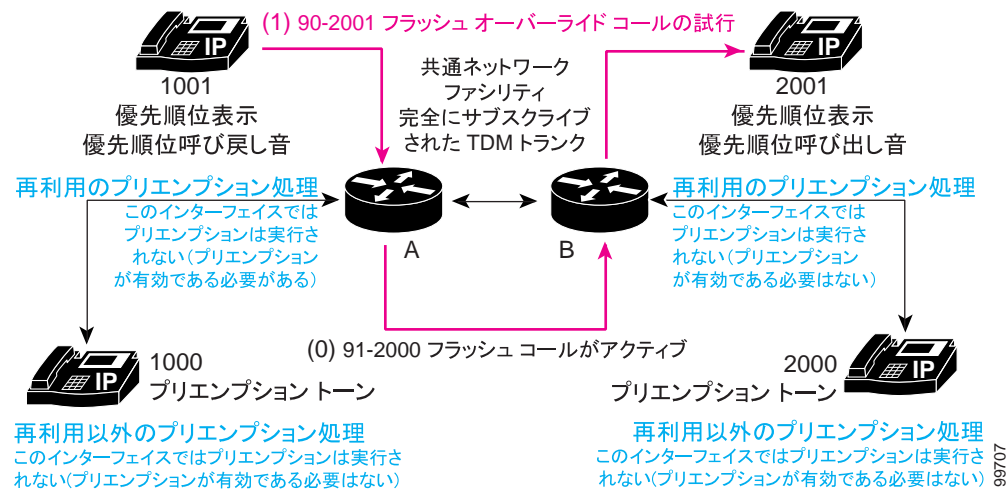 (1) 90-2001 フラッシュ オーバーライド コールの試行
IP
1001
優先順位表示
優先順位呼び戻し音
共通ネットワーク
ファシリティ
完全にサブスクライブ
された TDM トランク
IP
2001
優先順位表示
優先順位呼び出し音
再利用のプリエンプション処理
このインターフェイスでは
プリエンプションは実行さ
れない（プリエンプション
が有効である必要がある）
A
B
再利用のプリエンプション処理
このインターフェイスでは
プリエンプションは実行さ
れない（プリエンプション
が有効である必要はない）
(0) 91-2000 フラッシュ コールがアクティブ
IP
1000
プリエンプション トーン
2000
プリエンプション トーン
IP
再利用以外のプリエンプション処理
このインターフェイスではプリエンプションは実行さ
れない(プリエンプションが有効である必要はない)
再利用以外のプリエンプション処理
このインターフェイスではプリエンプションは実行さ
れない(プリエンプションが有効である必要はない)
99707